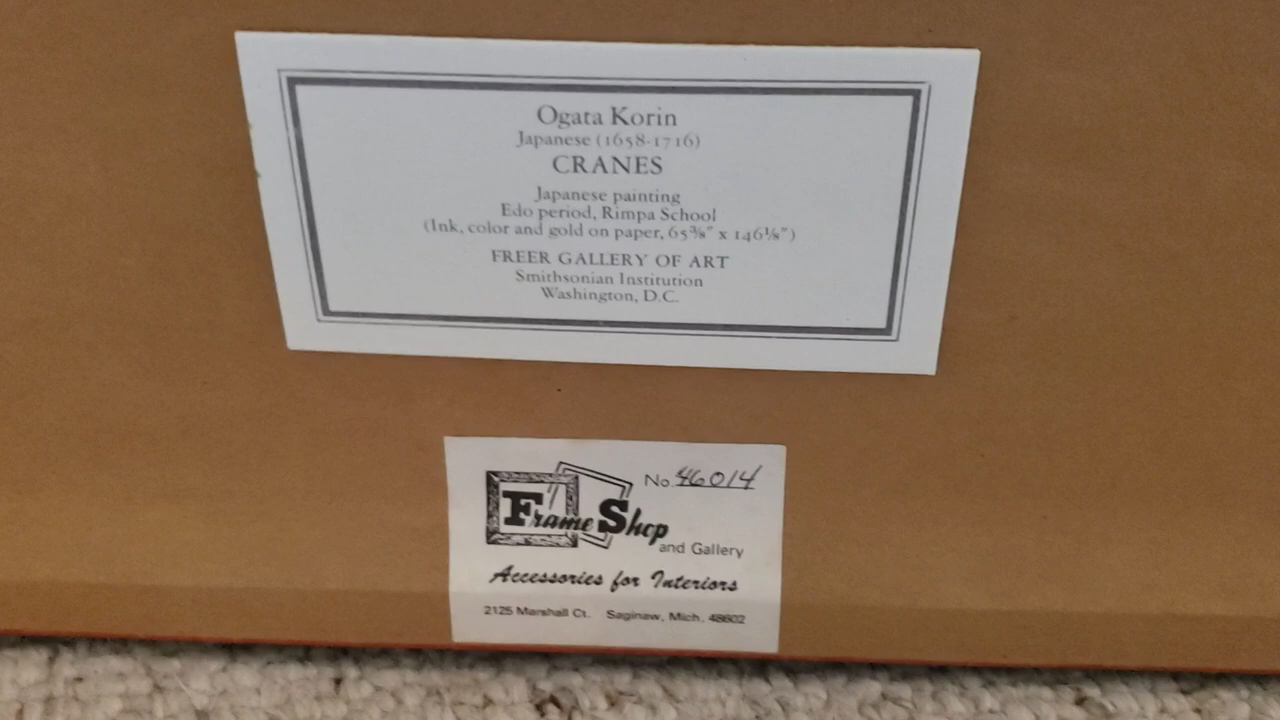 Ogata Korin
Japanese (1658-1716)
CRANES
Japanese painting
Edo period, Rimpa School
(Ink, color and gold on paper, 65⅜" x 146⅛")
FREER GALLERY OF ART
Smithsonian Institution
Washington, D.C.
No. 46014
Frame Shop
and Gallery
Accessories for Interiors
2125 Marshall Ct. Saginaw, Mich. 48602